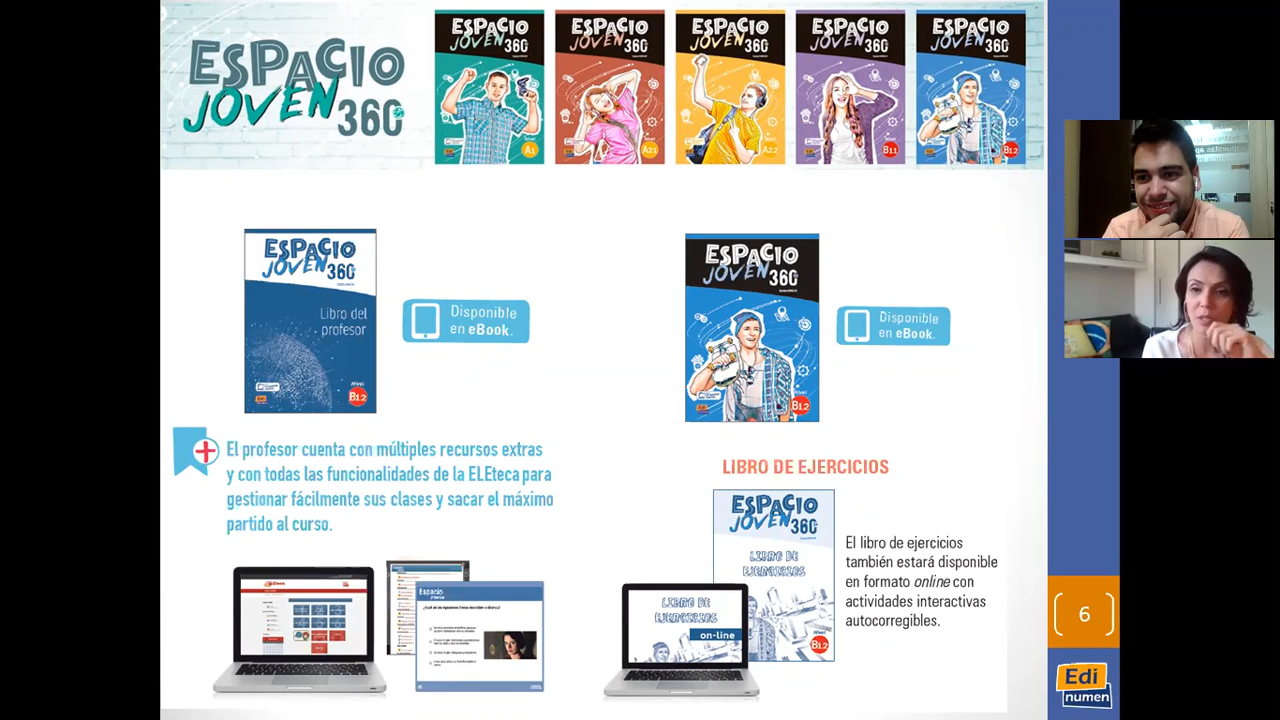 ESPACIO
JOVEN 360
ESPACIO
JOVEN 360
A1
ESPACIO
JOVEN 360
A2.1
ESPACIO
JOVEN 360
A2.2
ESPACIO
JOVEN 360
B1.1
ESPACIO
JOVEN 360
B1.2
ESPACIO
JOVEN 360
Libro del
profesor
Nivel
B1.2
Disponible
en eBook.
ESPACIO
JOVEN 360
Nivel
B1.2
Disponible
en eBook.
El profesor cuenta con múltiples recursos extras
y con todas las funcionalidades de la ELEteca para
gestionar fácilmente sus clases y sacar el máximo
partido al curso.
LIBRO DE EJERCICIOS
ESPACIO
JOVEN 360
LIBRO DE
EJERCICIOS
Nivel
B1.2
El libro de ejercicios
también estará disponible
en formato online con
actividades interactivas
autocorregibles.
Espacio
LIBRO DE
EJERCICIOS
on-line
6
Edi
numen